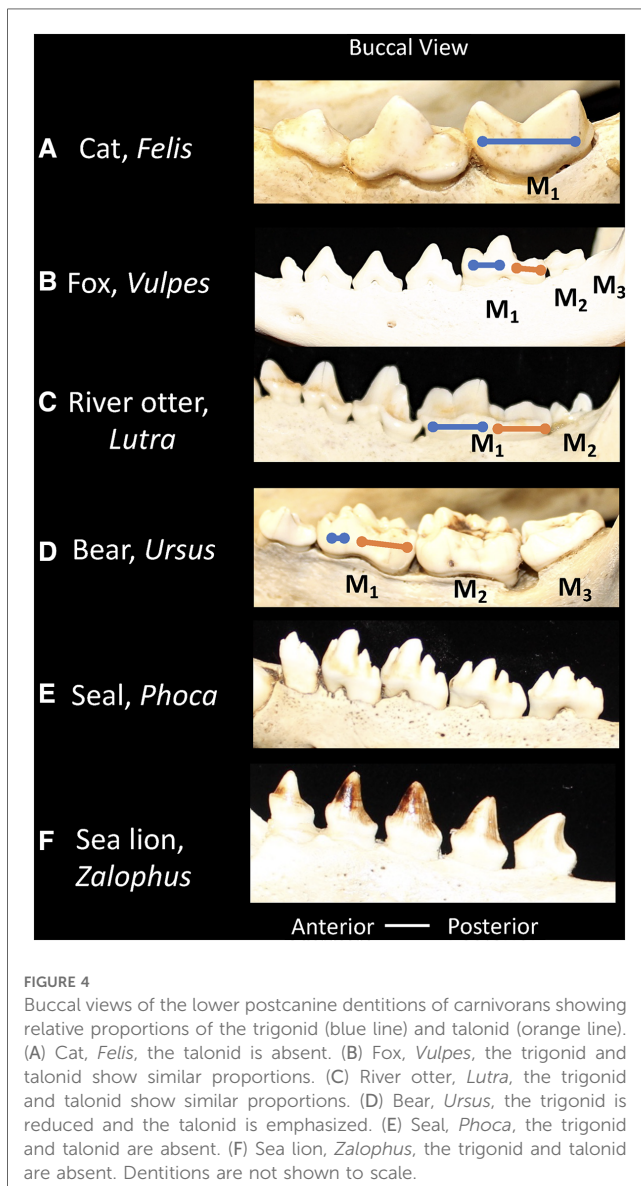 Buccal View
A Cat, Felis
M1
B Fox, Vulpes
M1 M2 M3
C River otter,
Lutra
M1 M2
D Bear, Ursus
M1 M2 M3
E Seal, Phoca
F Sea lion,
Zalophus
Anterior — Posterior
FIGURE 4
Buccal views of the lower postcanine dentitions of carnivorans showing
relative proportions of the trigonid (blue line) and talonid (orange line).
(A) Cat, Felis, the talonid is absent. (B) Fox, Vulpes, the trigonid and
talonid show similar proportions. (C) River otter, Lutra, the trigonid
and talonid show similar proportions. (D) Bear, Ursus, the trigonid is
reduced and the talonid is emphasized. (E) Seal, Phoca, the trigonid
and talonid are absent. (F) Sea lion, Zalophus, the trigonid and talonid
are absent. Dentitions are not shown to scale.